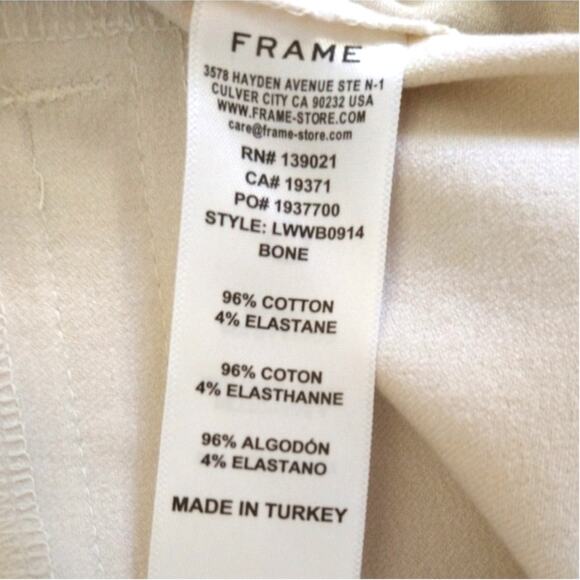 FRAME
3578 HAYDEN AVENUE STE N-1
CULVER CITY CA 90232 USA
WWW.FRAME-STORE.COM
care@frame-store.com
RN# 139021
CA# 19371
PO# 1937700
STYLE: LWWB0914
BONE
96% COTTON
4% ELASTANE
96% COTON
4% ELASTHANNE
96% ALGODÓN
4% ELASTANO
MADE IN TURKEY